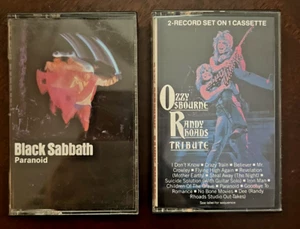 Black Sabbath
Paranoid
2-RECORD SET ON 1 CASSETTE
OZZY
OSBOURNE
RANDY
RHOADS
TRIBUTE
I Don't Know • Crazy Train • Believer • Mr.
Crowley • Flying High Again • Revelation
(Mother Earth) • Steal Away (The Night) •
Suicide Solution (with Guitar Solo) • Iron Man •
Children Of The Grave • Paranoid • Goodbye To
Romance • No Bone Movies • Dee (Randy
Rhoads Studio Out-Takes)